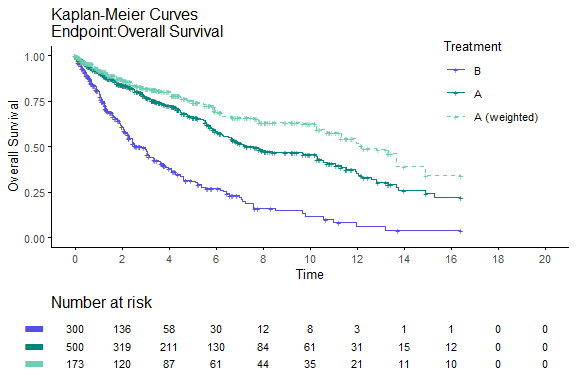 Kaplan-Meier Curves
Endpoint:Overall Survival
Treatment
B
A
A (weighted)
Overall Survival
1.00
0.75
0.50
0.25
0.00
0 2 4 6 8 10 12 14 16 18 20
Time
Number at risk
300 136 58 30 12 8 3 1 1 0 0
500 319 211 130 84 61 31 15 12 0 0
173 120 87 61 44 35 21 11 10 0 0